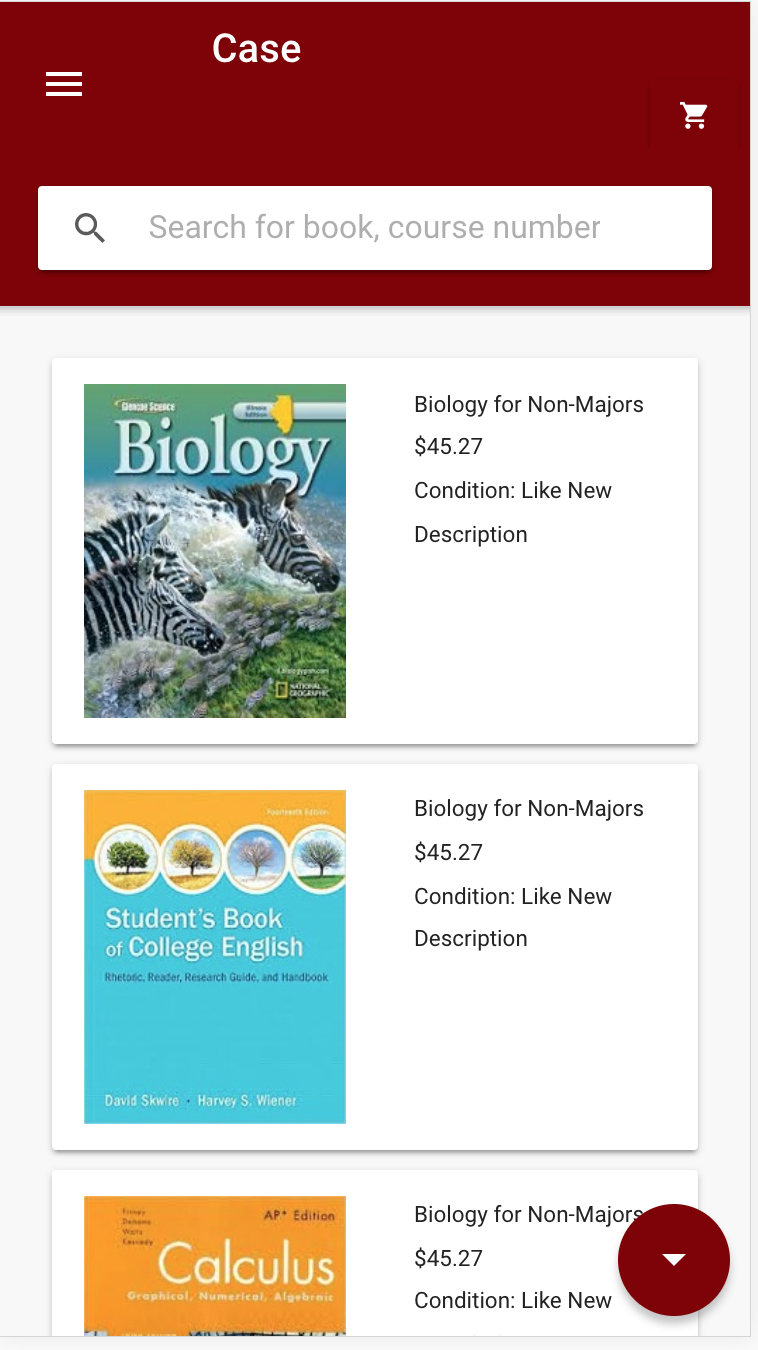 Case
Search for book, course number
Glencoe Science
Illinois
Edition
Biology
NATIONAL
GEOGRAPHIC
Biology for Non-Majors
$45.27
Condition: Like New
Description
Fourteenth Edition
Student's Book
of College English
Rhetoric, Reader, Research Guide, and Handbook
David Skwire · Harvey S. Wiener
Biology for Non-Majors
$45.27
Condition: Like New
Description
Finney
Demana
Waits
Kennedy
AP* Edition
Calculus
Graphical, Numerical, Algebraic
Biology for Non-Majors
$45.27
Condition: Like New